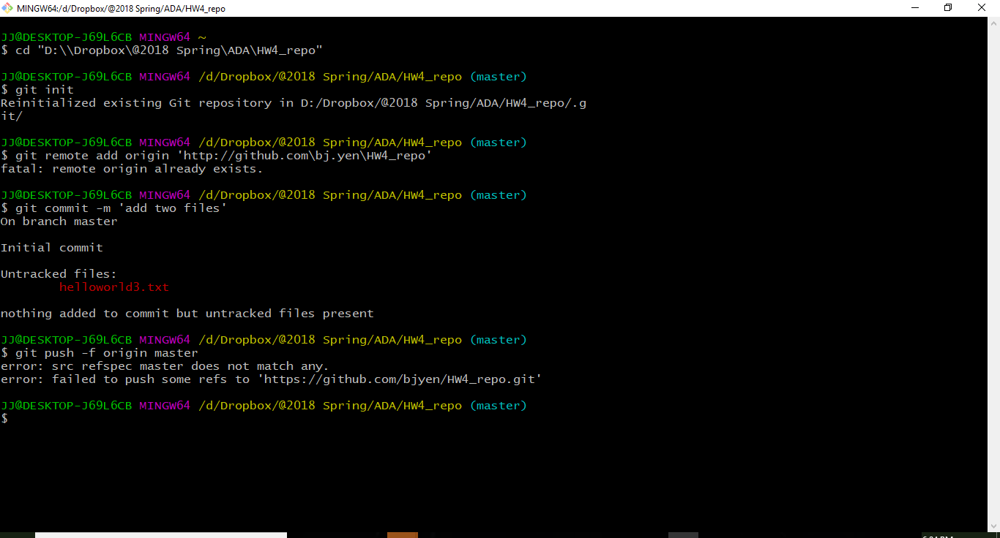 MINGW64:/d/Dropbox/@2018 Spring/ADA/HW4_repo
JJ@DESKTOP-J69L6CB MINGW64 ~
$ cd "D:\\Dropbox\@2018 Spring\ADA\HW4_repo"
JJ@DESKTOP-J69L6CB MINGW64 /d/Dropbox/@2018 Spring/ADA/HW4_repo (master)
$ git init
Reinitialized existing Git repository in D:/Dropbox/@2018 Spring/ADA/HW4_repo/.g
it/
JJ@DESKTOP-J69L6CB MINGW64 /d/Dropbox/@2018 Spring/ADA/HW4_repo (master)
$ git remote add origin 'http://github.com\bj.yen\HW4_repo'
fatal: remote origin already exists.
JJ@DESKTOP-J69L6CB MINGW64 /d/Dropbox/@2018 Spring/ADA/HW4_repo (master)
$ git commit -m 'add two files'
On branch master
Initial commit
Untracked files:
helloworld3.txt
nothing added to commit but untracked files present
JJ@DESKTOP-J69L6CB MINGW64 /d/Dropbox/@2018 Spring/ADA/HW4_repo (master)
$ git push -f origin master
error: src refspec master does not match any.
error: failed to push some refs to 'https://github.com/bjyen/HW4_repo.git'
JJ@DESKTOP-J69L6CB MINGW64 /d/Dropbox/@2018 Spring/ADA/HW4_repo (master)
$